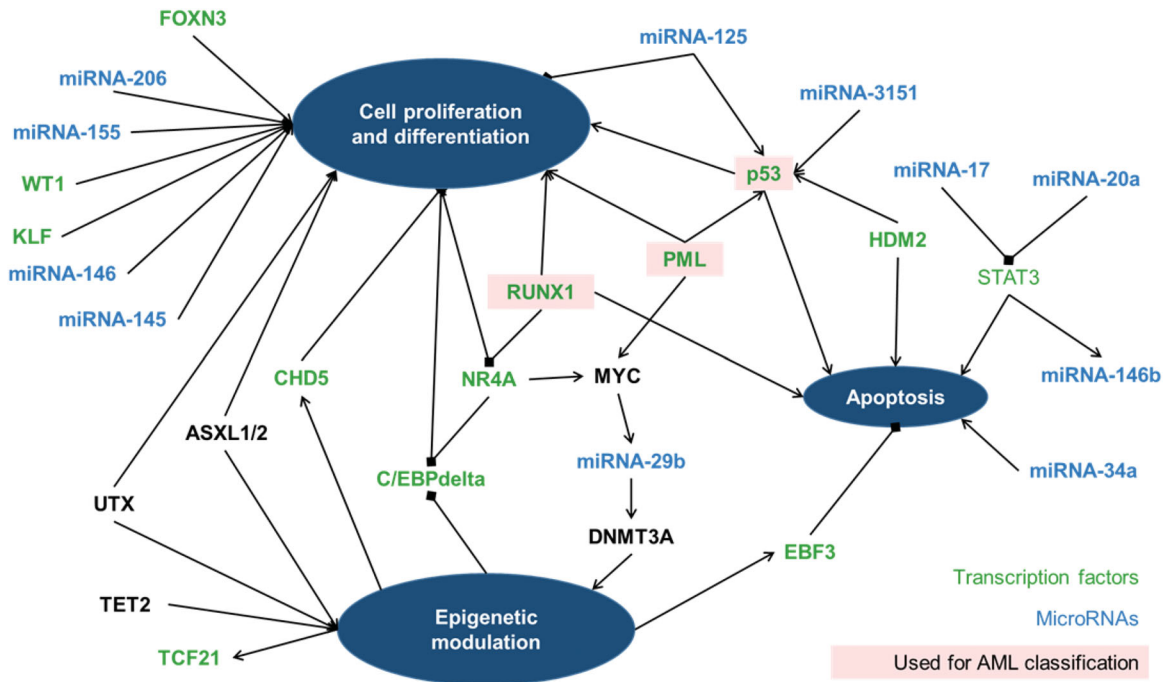 FOXN3
miRNA-125
miRNA-206
miRNA-3151
Cell proliferation
and differentiation
miRNA-155
p53
miRNA-17
miRNA-20a
WT1
KLF
HDM2
PML
miRNA-146
STAT3
RUNX1
miRNA-145
CHD5
NR4A
MYC
miRNA-146b
Apoptosis
ASXL1/2
miRNA-29b
miRNA-34a
C/EBPdelta
UTX
DNMT3A
EBF3
Transcription factors
TET2
Epigenetic
modulation
MicroRNAs
TCF21
Used for AML classification